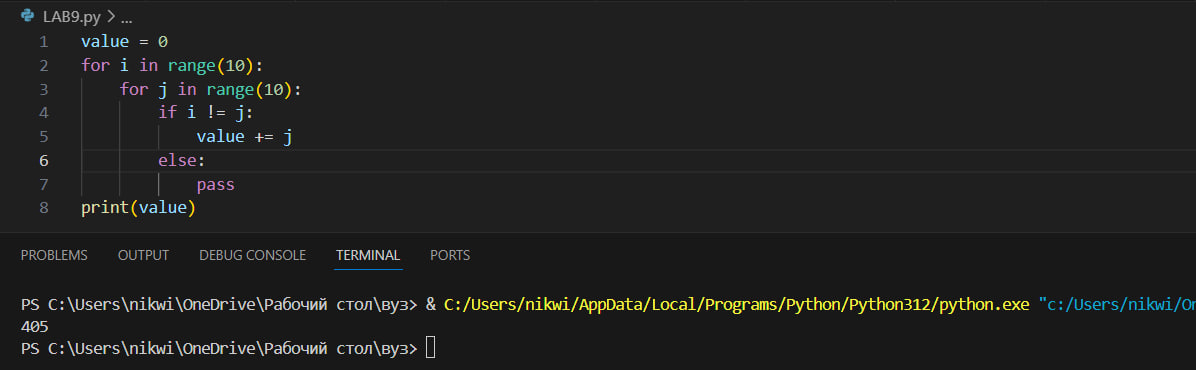 LAB9.py > ...
1 value = 0
2 for i in range(10):
3 for j in range(10):
4 if i != j:
5 value += j
6 else:
7 pass
8 print(value)
PROBLEMS OUTPUT DEBUG CONSOLE TERMINAL PORTS
PS C:\Users\nikwi\OneDrive\Рабочий стол\вуз> & C:/Users/nikwi/AppData/Local/Programs/Python/Python312/python.exe "c:/Users/nikwi/On
405
PS C:\Users\nikwi\OneDrive\Рабочий стол\вуз>